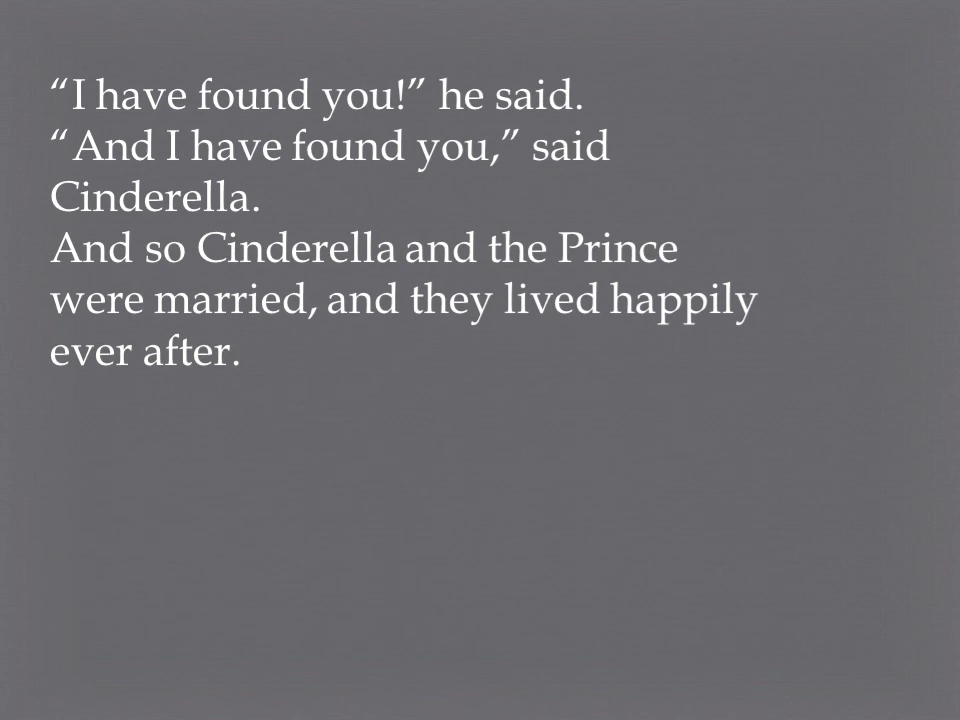 “I have found you!” he said.
“And I have found you,” said
Cinderella.
And so Cinderella and the Prince
were married, and they lived happily
ever after.